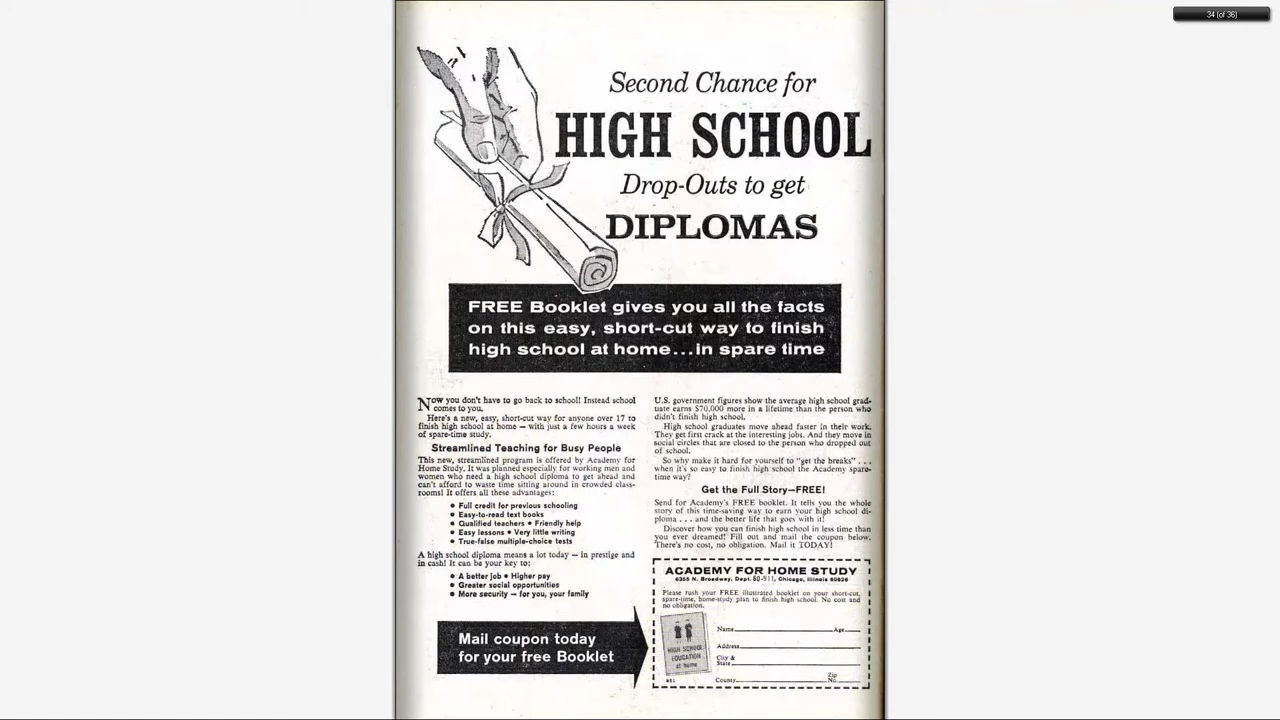 34 (of 36)
Second Chance for
HIGH SCHOOL
Drop-Outs to get
DIPLOMAS
FREE Booklet gives you all the facts
on this easy, short-cut way to finish
high school at home...in spare time
Now you don't have to go back to school! Instead school
comes to you.
Here's a new, easy, short-cut way for anyone over 17 to
finish high school at home — with just a few hours a week
of spare-time study.
Streamlined Teaching for Busy People
This new, streamlined program is offered by Academy for
Home Study. It was planned especially for working men and
women who need a high school diploma to get ahead and
can't afford to waste time sitting around in crowded class-
rooms! It offers all these advantages:
• Full credit for previous schooling
• Easy-to-read text books
• Qualified teachers • Friendly help
• Easy lessons • Very little writing
• True-false multiple-choice tests
A high school diploma means a lot today — in prestige and
in cash! It can be your key to:
• A better job • Higher pay
• Greater social opportunities
• More security — for you, your family
Mail coupon today
for your free Booklet
U.S. government figures show the average high school grad-
uate earns $70,000 more in a lifetime than the person who
didn't finish high school.
High school graduates move ahead faster in their work.
They get first crack at the interesting jobs. And they move in
social circles that are closed to the person who dropped out
of school.
So why make it hard for yourself to "get the breaks" . . .
when it's so easy to finish high school the Academy spare-
time way?
Get the Full Story—FREE!
Send for Academy's FREE booklet. It tells you the whole
story of this time-saving way to earn your high school di-
ploma . . . and the better life that goes with it!
Discover how you can finish high school in less time than
you ever dreamed! Fill out and mail the coupon below.
There's no cost, no obligation. Mail it TODAY!
ACADEMY FOR HOME STUDY
6355 N. Broadway, Dept. 60-911, Chicago, Illinois 60626
Please rush your FREE illustrated booklet on your short-cut,
spare-time, home-study plan to finish high school. No cost and
no obligation.
HIGH SCHOOL
EDUCATION
at home
Name Age
Address
City &
State
County Zip No.